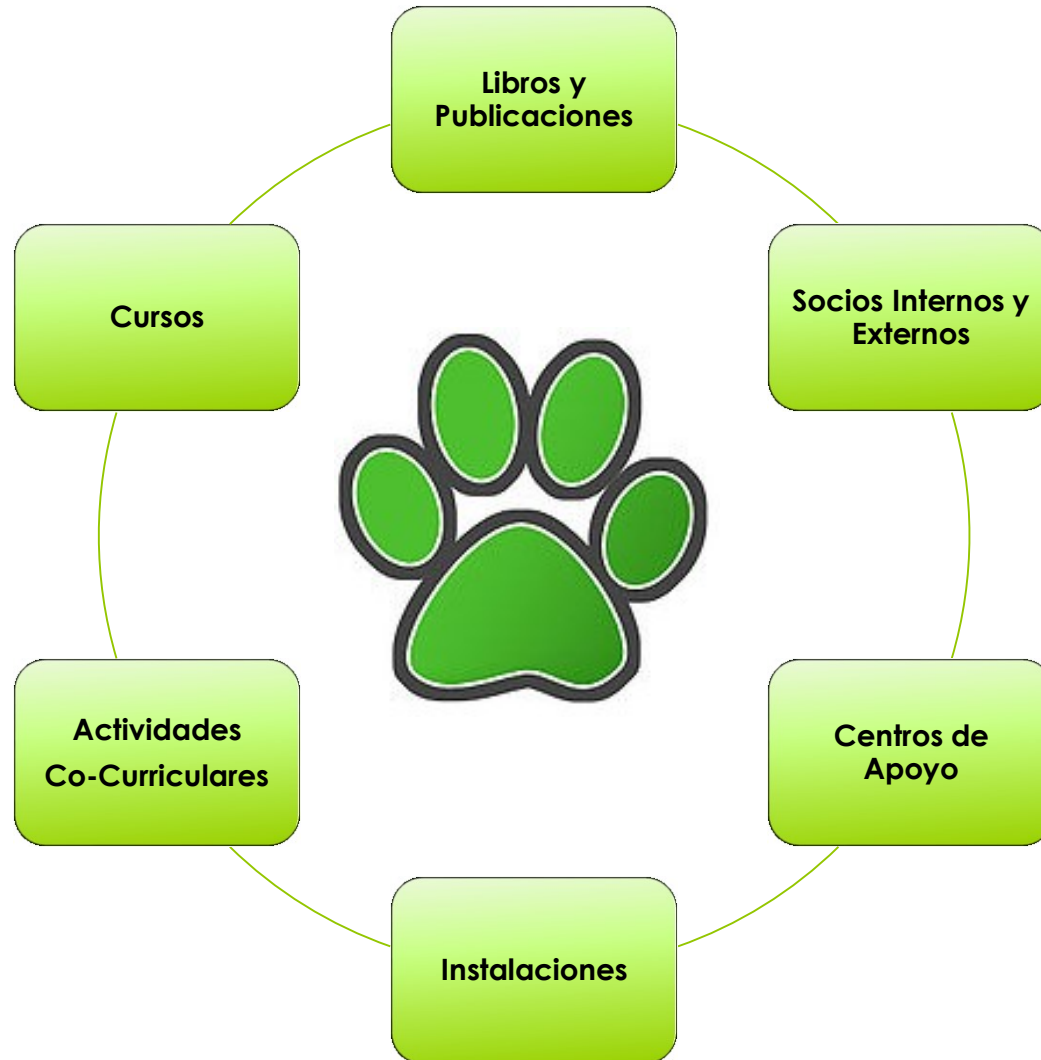 Libros y
Publicaciones
Cursos
Socios Internos y
Externos
Actividades
Co-Curriculares
Centros de
Apoyo
Instalaciones